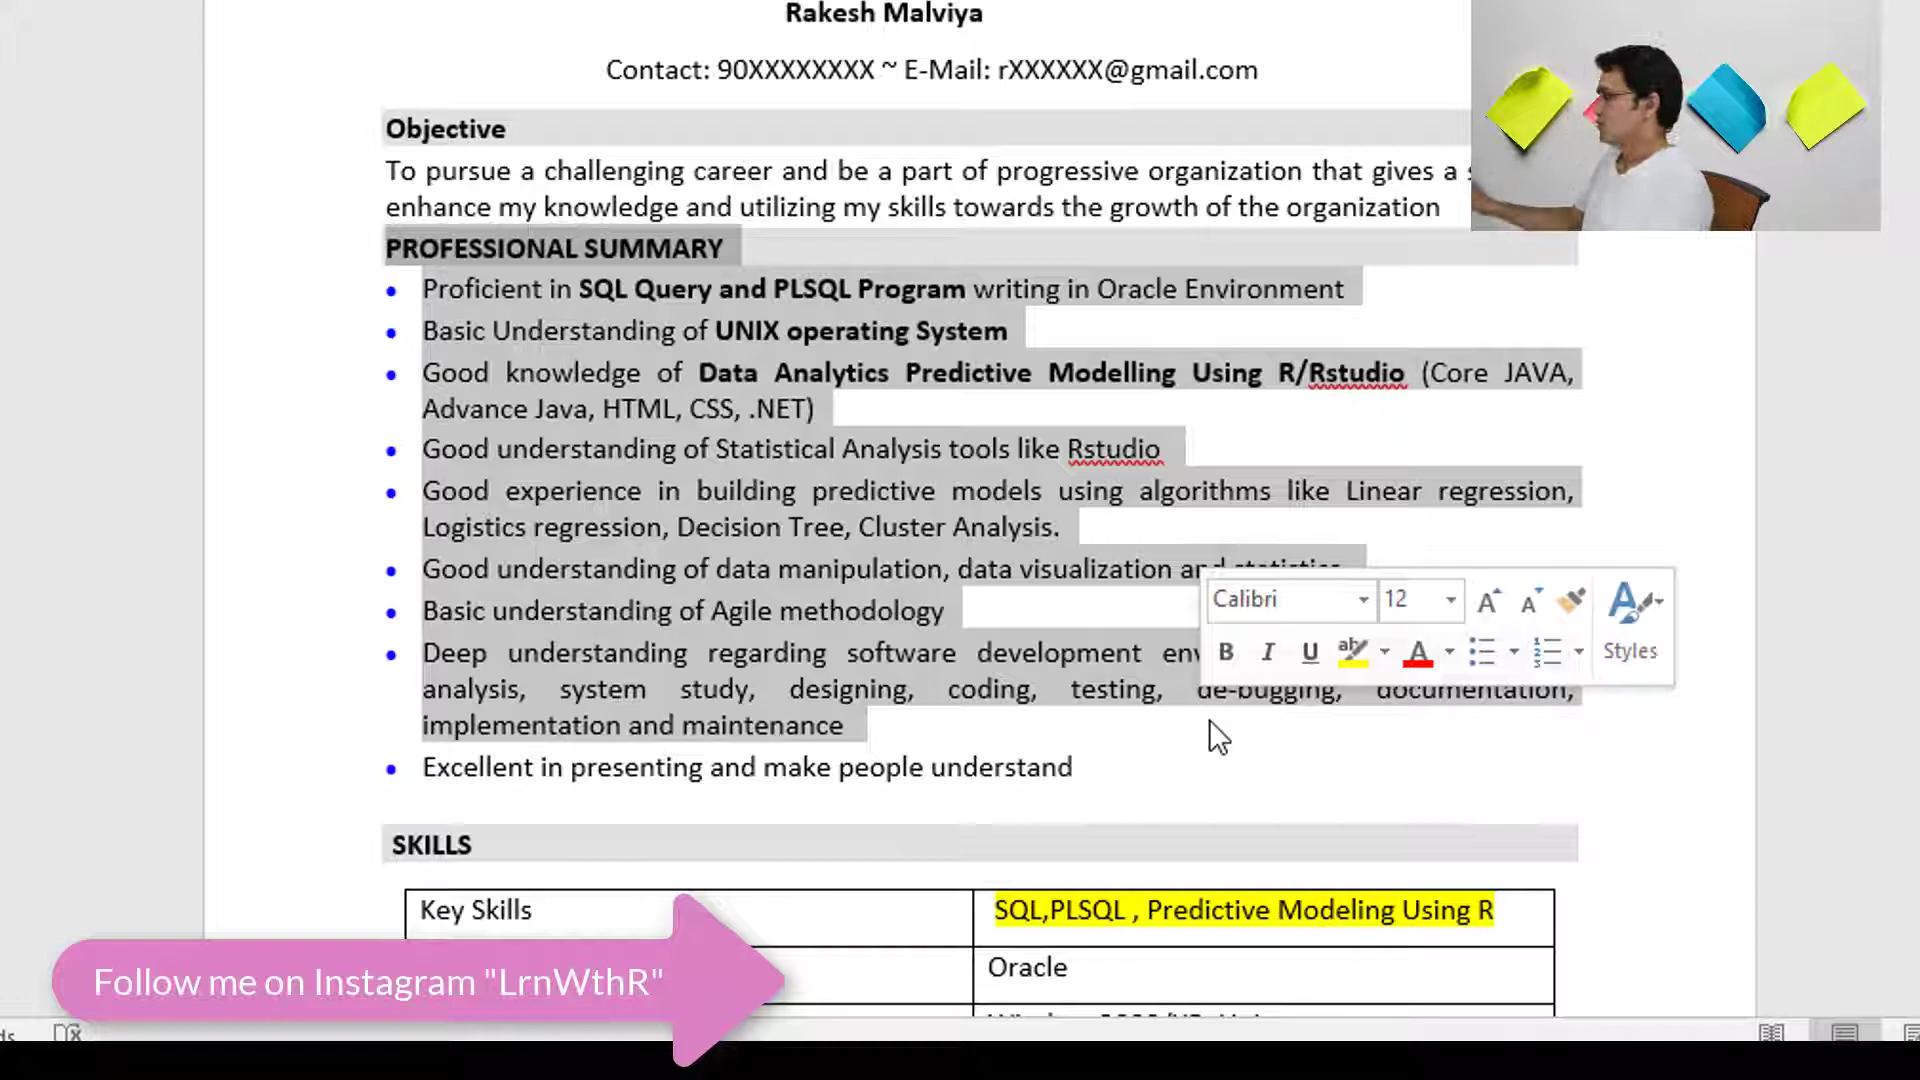 Rakesh Malviya
Contact: 90XXXXXXXX ~ E-Mail: rXXXXXX@gmail.com
Objective
To pursue a challenging career and be a part of progressive organization that gives a
enhance my knowledge and utilizing my skills towards the growth of the organization
PROFESSIONAL SUMMARY
• Proficient in SQL Query and PLSQL Program writing in Oracle Environment
• Basic Understanding of UNIX operating System
• Good knowledge of Data Analytics Predictive Modelling Using R/Rstudio (Core JAVA,
Advance Java, HTML, CSS, .NET)
• Good understanding of Statistical Analysis tools like Rstudio
• Good experience in building predictive models using algorithms like Linear regression,
Logistics regression, Decision Tree, Cluster Analysis.
• Good understanding of data manipulation, data visualization and statistics
Calibri 12
• Basic understanding of Agile methodology
B I U Styles
• Deep understanding regarding software development
analysis, system study, designing, coding, testing, de-bugging, documentation,
implementation and maintenance
• Excellent in presenting and make people understand
SKILLS
Key Skills SQL,PLSQL , Predictive Modeling Using R
Oracle
Follow me on Instagram "LrnWthR"